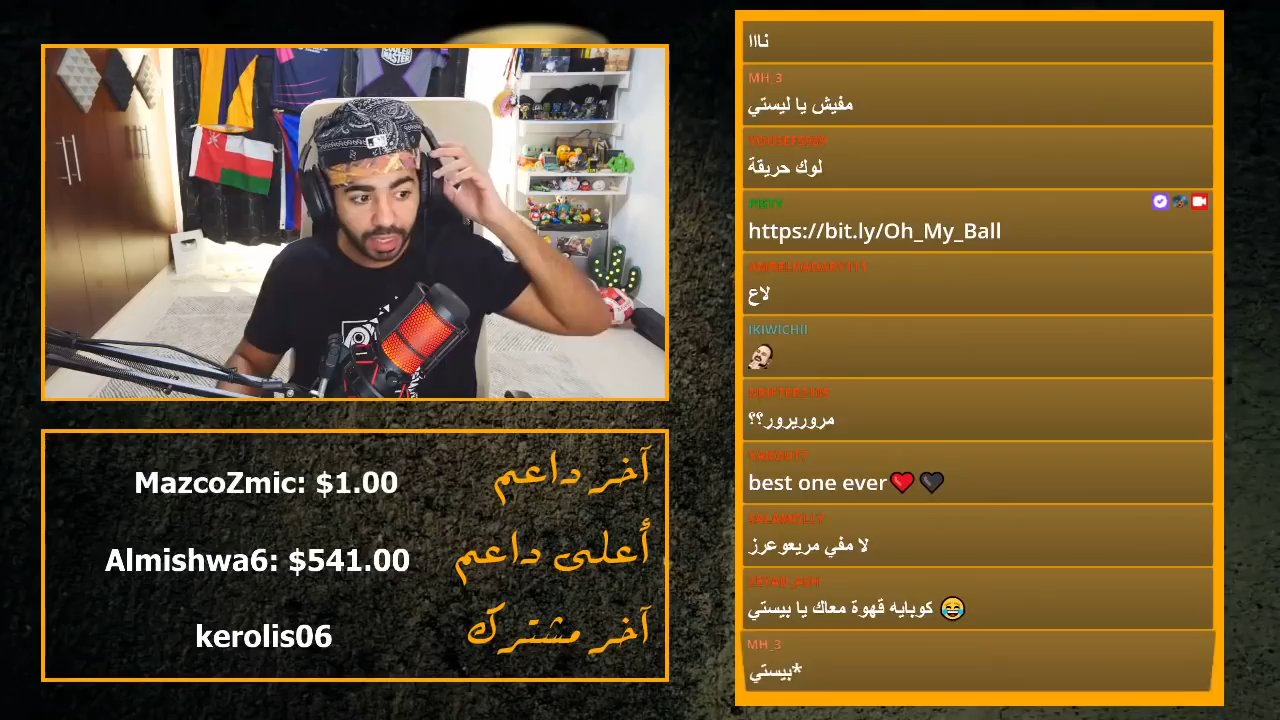 MazcoZmic: $1.00 آخر داعم
Almishwa6: $541.00 أعلى داعم
kerolis06 آخر مشترك
نااا
MH_3
مفيش يا ليستي
لوك حريقة
PIETY
https://bit.ly/Oh_My_Ball
لاع
IKIWICHII
مروريرور؟؟
best one ever❤️🖤
لا مفي مريعوعرز
كوبايه قهوة معاك يا بيستي 😂
MH_3
*بيستي